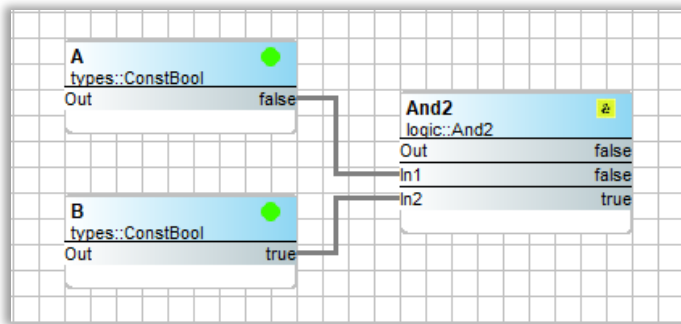 A
types::ConstBool
Out false
And2
logic::And2
Out false
In1 false
In2 true
B
types::ConstBool
Out true